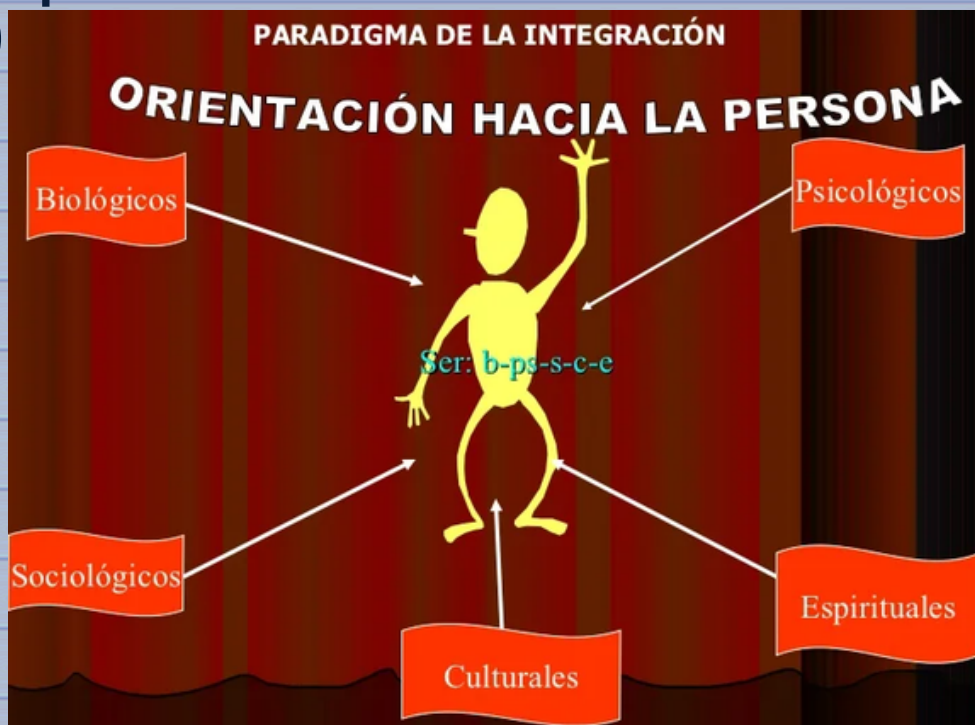 PARADIGMA DE LA INTEGRACIÓN
ORIENTACIÓN HACIA LA PERSONA
Biológicos
Psicológicos
Ser: b-ps-s-c-e
Sociológicos
Espirituales
Culturales